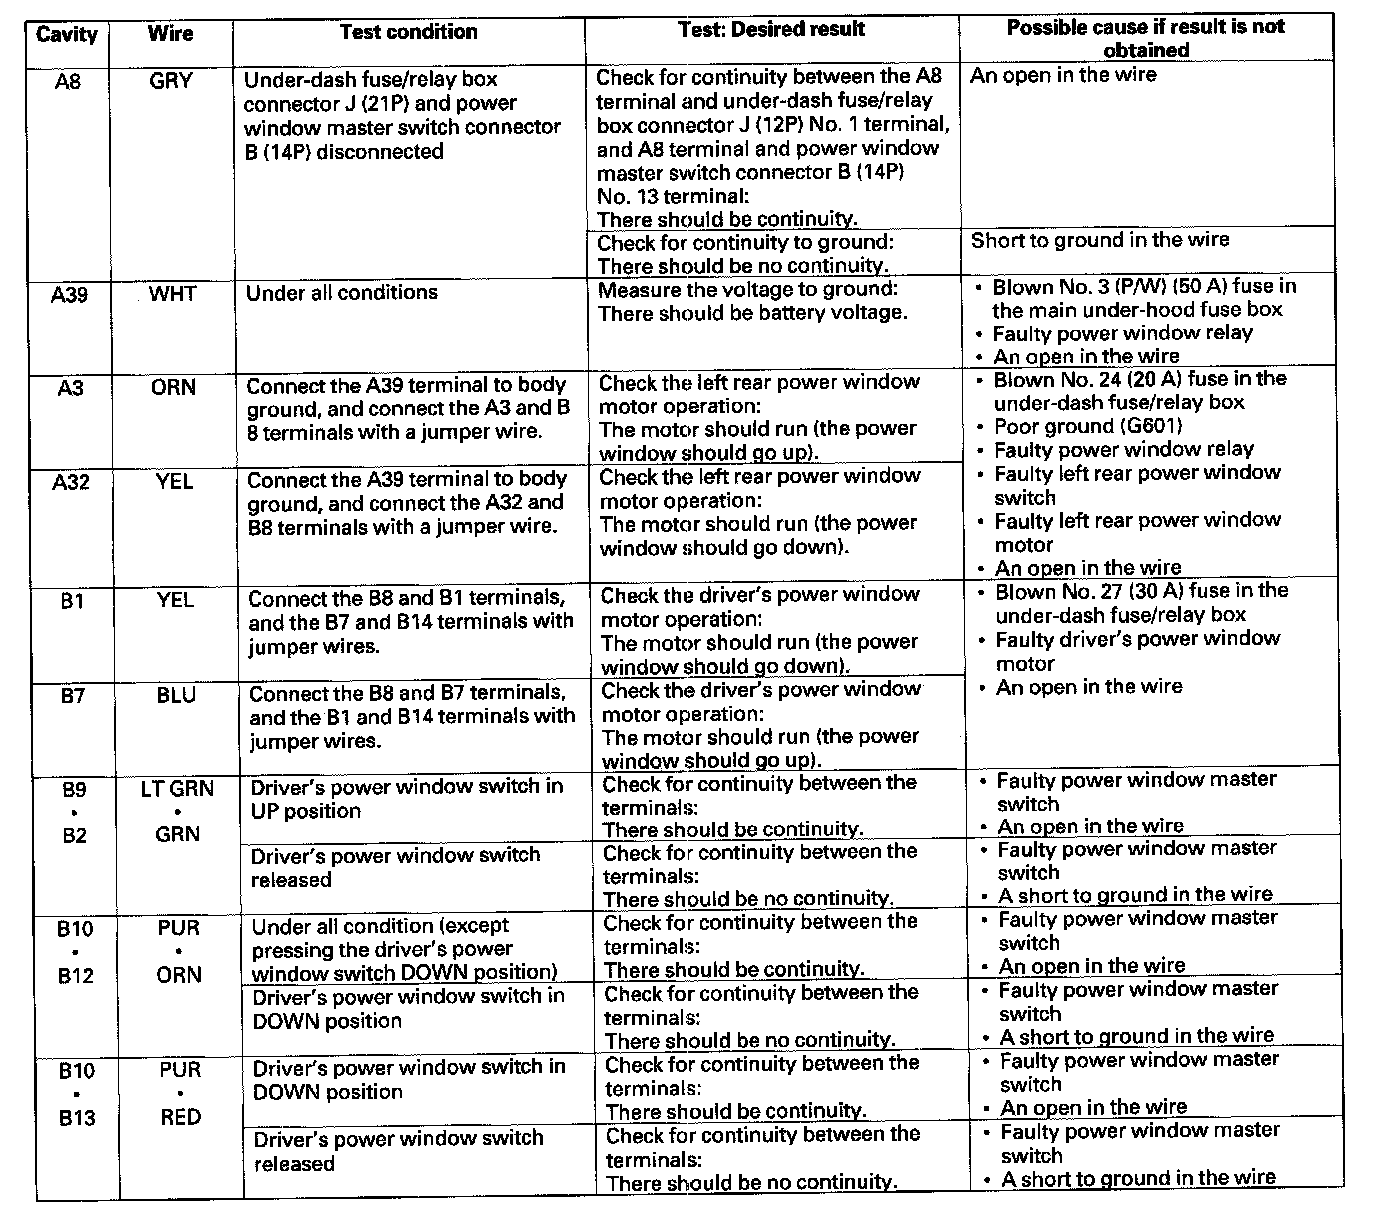 Cavity
Wire
Test condition
Test: Desired result
Possible cause if result is not
obtained
A8
GRY
Under-dash fuse/relay box
connector J (21P) and power
window master switch connector
B (14P) disconnected
Check for continuity between the A8
terminal and under-dash fuse/relay
box connector J (12P) No. 1 terminal,
and A8 terminal and power window
master switch connector B (14P)
No. 13 terminal:
There should be continuity.
An open in the wire
Check for continuity to ground:
There should be no continuity.
Short to ground in the wire
A39
WHT
Under all conditions
Measure the voltage to ground:
There should be battery voltage.
• Blown No. 3 (P/W) (50 A) fuse in
the main under-hood fuse box
• Faulty power window relay
• An open in the wire
A3
ORN
Connect the A39 terminal to body
ground, and connect the A3 and B
8 terminals with a jumper wire.
Check the left rear power window
motor operation:
The motor should run (the power
window should go up).
• Blown No. 24 (20 A) fuse in the
under-dash fuse/relay box
• Poor ground (G601)
• Faulty power window relay
• Faulty left rear power window
switch
• Faulty left rear power window
motor
• An open in the wire
A32
YEL
Connect the A39 terminal to body
ground, and connect the A32 and
B8 terminals with a jumper wire.
Check the left rear power window
motor operation:
The motor should run (the power
window should go down).
B1
YEL
Connect the B8 and B1 terminals,
and the B7 and B14 terminals with
jumper wires.
Check the driver's power window
motor operation:
The motor should run (the power
window should go down).
• Blown No. 27 (30 A) fuse in the
under-dash fuse/relay box
• Faulty driver's power window
motor
• An open in the wire
B7
BLU
Connect the B8 and B7 terminals,
and the B1 and B14 terminals with
jumper wires.
Check the driver's power window
motor operation:
The motor should run (the power
window should go up).
B9
•
B2
LT GRN
•
GRN
Driver's power window switch in
UP position
Check for continuity between the
terminals:
There should be continuity.
• Faulty power window master
switch
• An open in the wire
Driver's power window switch
released
Check for continuity between the
terminals:
There should be no continuity.
• Faulty power window master
switch
• A short to ground in the wire
B10
•
B12
PUR
•
ORN
Under all condition (except
pressing the driver's power
window switch DOWN position)
Check for continuity between the
terminals:
There should be continuity.
• Faulty power window master
switch
• An open in the wire
Driver's power window switch in
DOWN position
Check for continuity between the
terminals:
There should be no continuity.
• Faulty power window master
switch
• A short to ground in the wire
B10
•
B13
PUR
•
RED
Driver's power window switch in
DOWN position
Check for continuity between the
terminals:
There should be continuity.
• Faulty power window master
switch
• An open in the wire
Driver's power window switch
released
Check for continuity between the
terminals:
There should be no continuity.
• Faulty power window master
switch
• A short to ground in the wire